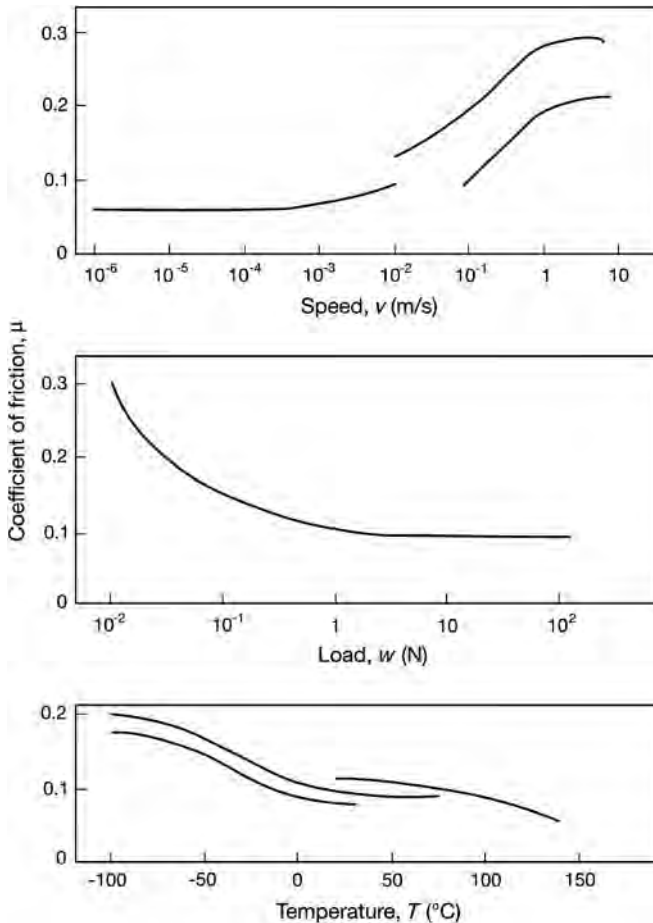 0.3
0.2
0.1
0
10⁻⁶ 10⁻⁵ 10⁻⁴ 10⁻³ 10⁻² 10⁻¹ 1 10
Speed, v (m/s)
Coefficient of friction, μ
0.3
0.2
0.1
0
10⁻² 10⁻¹ 1 10 10²
Load, w (N)
0.2
0.1
0
-100 -50 0 50 100 -150
Temperature, T (°C)